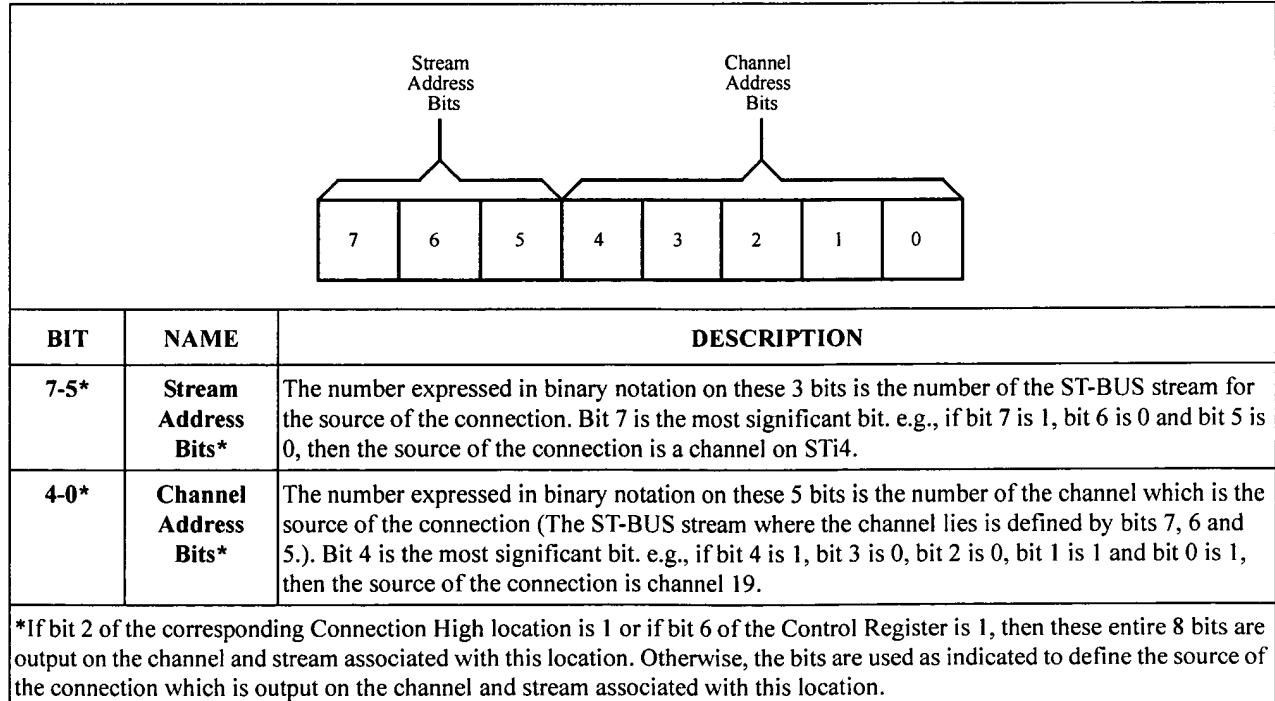 Stream
Address
Bits
Channel
Address
Bits
7 6 5 4 3 2 1 0
BIT NAME DESCRIPTION
7-5* Stream Address Bits* The number expressed in binary notation on these 3 bits is the number of the ST-BUS stream for
the source of the connection. Bit 7 is the most significant bit. e.g., if bit 7 is 1, bit 6 is 0 and bit 5 is
0, then the source of the connection is a channel on STi4.
4-0* Channel Address Bits* The number expressed in binary notation on these 5 bits is the number of the channel which is the
source of the connection (The ST-BUS stream where the channel lies is defined by bits 7, 6 and
5.). Bit 4 is the most significant bit. e.g., if bit 4 is 1, bit 3 is 0, bit 2 is 0, bit 1 is 1 and bit 0 is 1,
then the source of the connection is channel 19.
*If bit 2 of the corresponding Connection High location is 1 or if bit 6 of the Control Register is 1, then these entire 8 bits are
output on the channel and stream associated with this location. Otherwise, the bits are used as indicated to define the source of
the connection which is output on the channel and stream associated with this location.